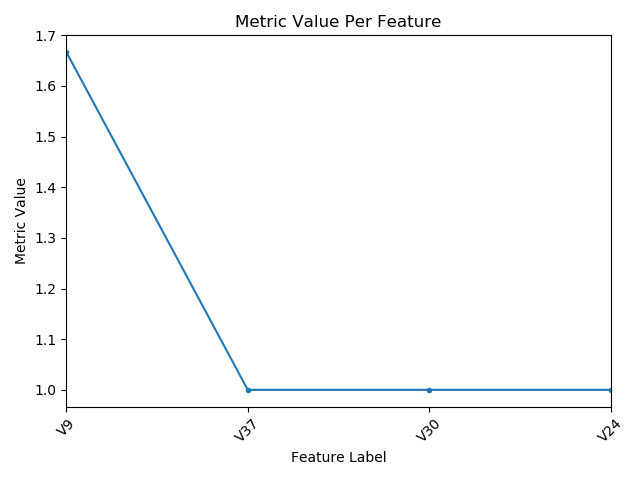 Metric Value Per Feature
1.7
1.6
1.5
1.4
1.3
1.2
1.1
1.0
Metric Value
V9
V37
V30
V24
Feature Label